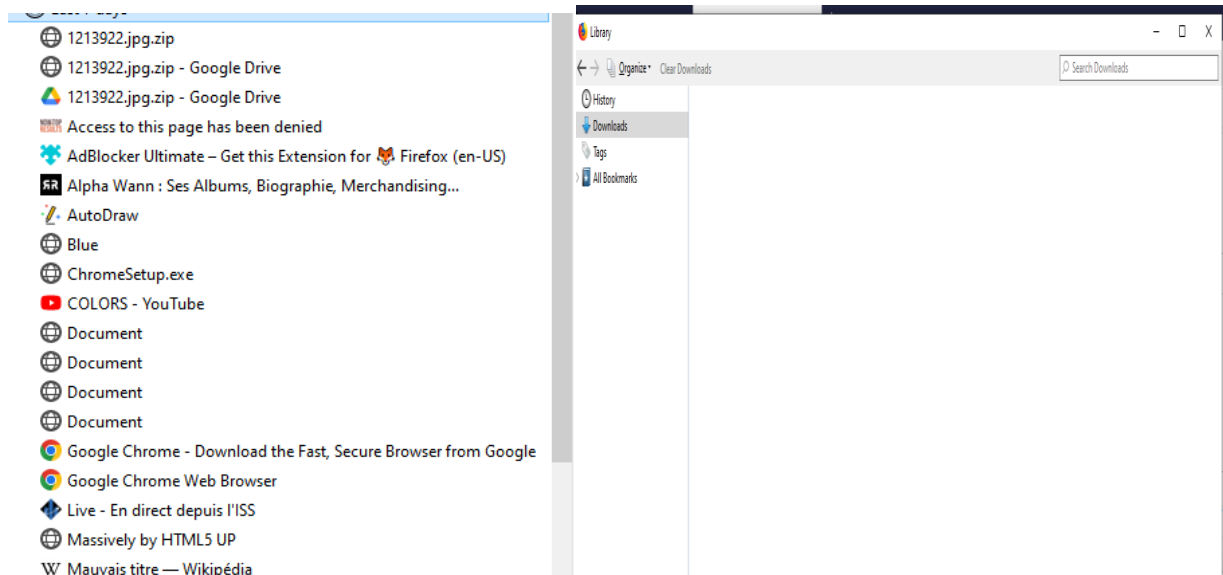 1213922.jpg.zip
1213922.jpg.zip - Google Drive
1213922.jpg.zip - Google Drive
Access to this page has been denied
AdBlocker Ultimate – Get this Extension for 🦊 Firefox (en-US)
Alpha Wann : Ses Albums, Biographie, Merchandising...
AutoDraw
Blue
ChromeSetup.exe
COLORS - YouTube
Document
Document
Document
Document
Google Chrome - Download the Fast, Secure Browser from Google
Google Chrome Web Browser
Live - En direct depuis l'ISS
Massively by HTML5 UP
Mauvais titre — Wikipédia
Library
Organize Clear Downloads
Search Downloads
History
Downloads
Tags
All Bookmarks